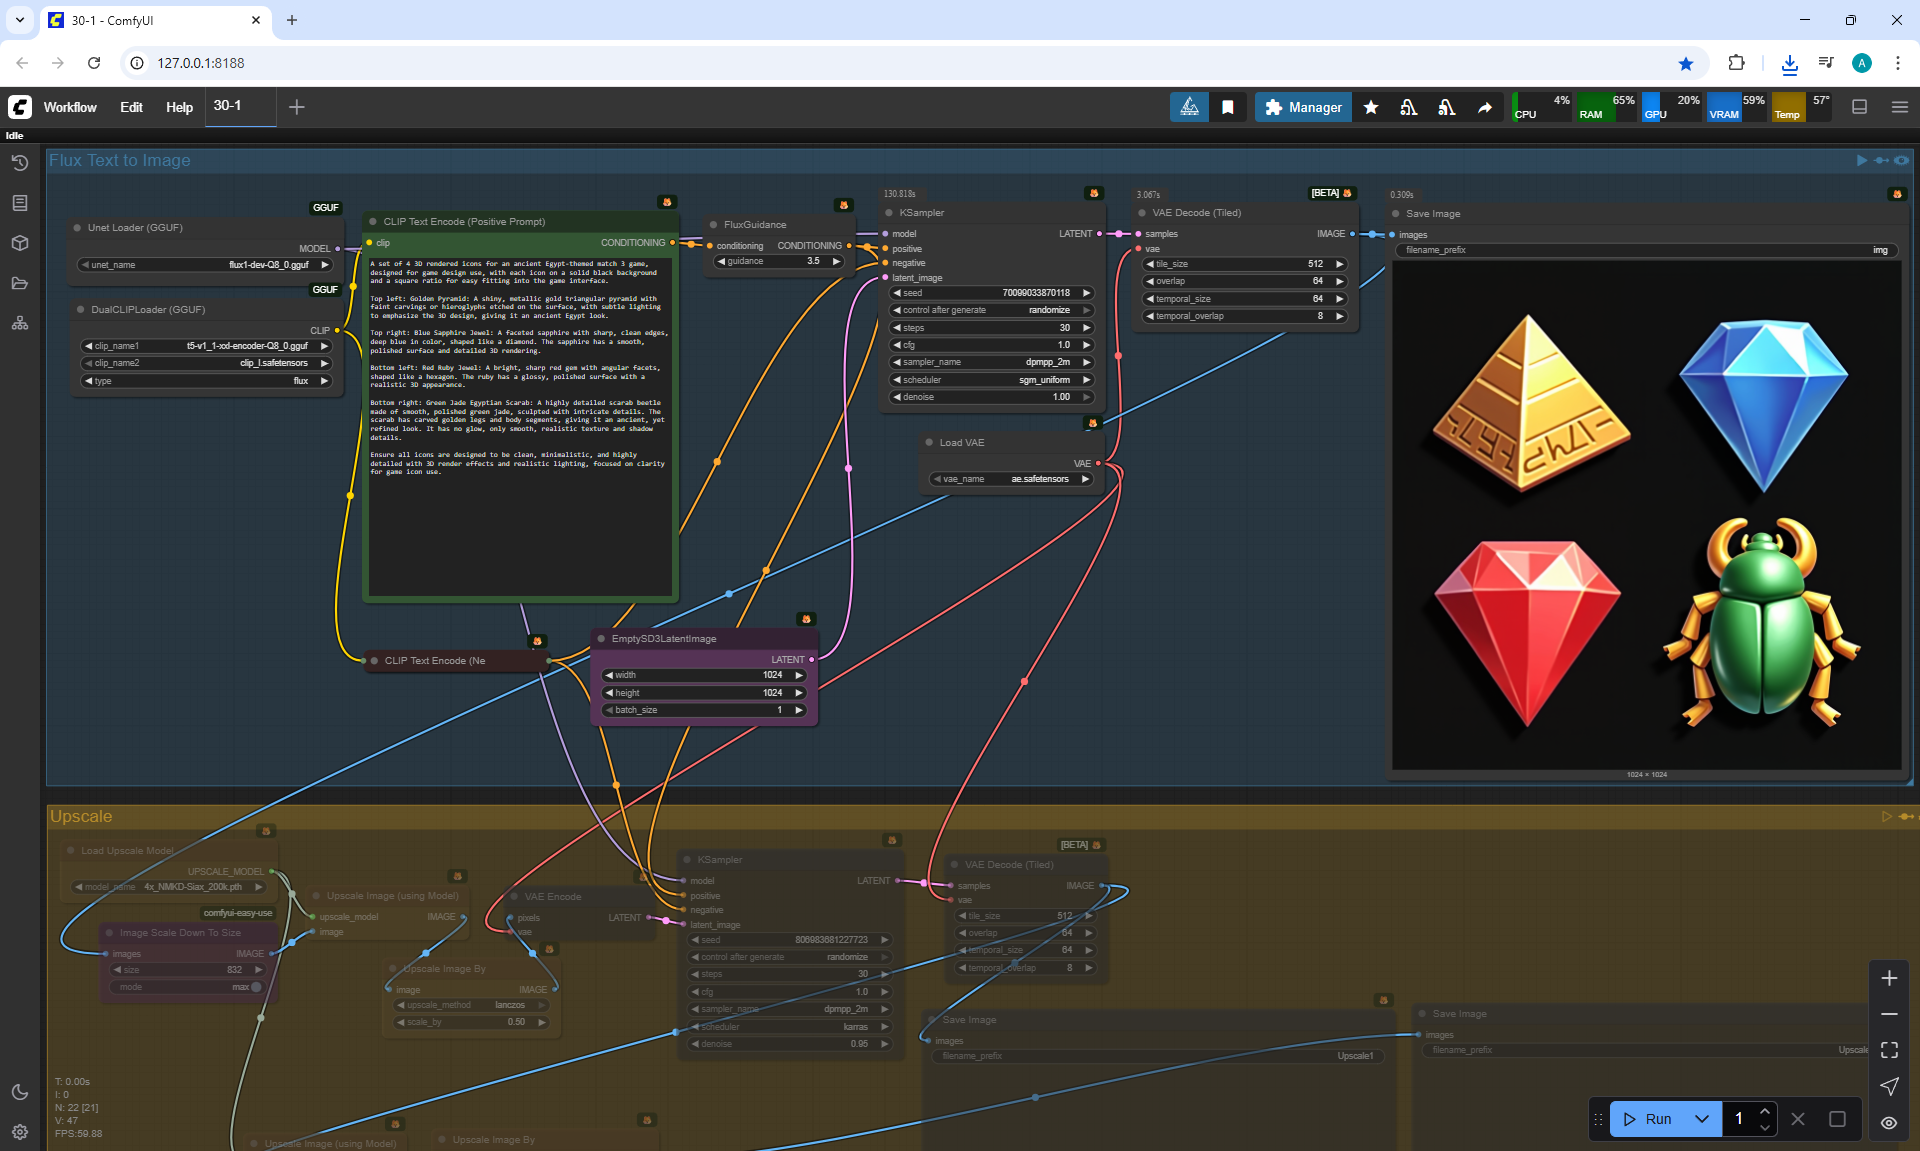 30-1 - ComfyUI
127.0.0.1:8188
A
Workflow
Edit
Help
30-1
Manager
CPU 4%
RAM 65%
GPU 20%
VRAM 59%
Temp 57°
Idle
Flux Text to Image
GGUF
Unet Loader (GGUF)
MODEL
unet_name flux1-dev-Q8_0.gguf
GGUF
DualCLIPLoader (GGUF)
CLIP
clip_name1 t5-v1_1-xxl-encoder-Q8_0.gguf
clip_name2 clip_l.safetensors
type flux
CLIP Text Encode (Positive Prompt)
clip CONDITIONING
A set of 4 3D rendered icons for an ancient Egypt-themed match 3 game,
designed for game design use, with each icon on a solid black background
and a square ratio for easy fitting into the game interface.
Top left: Golden Pyramid: A shiny, metallic gold triangular pyramid with
faint carvings or hieroglyphs etched on the surface, with subtle lighting
to emphasize the 3D design, giving it an ancient Egypt look.
Top right: Blue Sapphire Jewel: A faceted sapphire with sharp, clean edges,
deep blue in color, shaped like a diamond. The sapphire has a smooth,
polished surface and detailed 3D rendering.
Bottom left: Red Ruby Jewel: A bright, sharp red gem with angular facets,
shaped like a hexagon. The ruby has a glossy, polished surface with a
realistic 3D appearance.
Bottom right: Green Jade Egyptian Scarab: A highly detailed scarab beetle
made of smooth, polished green jade, sculpted with intricate details. The
scarab has carved golden legs and body segments, giving it an ancient, yet
refined look. It has no glow, only smooth, realistic texture and shadow
details.
Ensure all icons are designed to be clean, minimalistic, and highly
detailed with 3D render effects and realistic lighting, focused on clarity
for game icon use.
FluxGuidance
conditioning CONDITIONING
guidance 3.5
130.818s
KSampler
model LATENT
positive
negative
latent_image
seed 70099033870118
control after generate randomize
steps 30
cfg 1.0
sampler_name dpmpp_2m
scheduler sgm_uniform
denoise 1.00
3.067s
[BETA]
VAE Decode (Tiled)
samples IMAGE
vae
tile_size 512
overlap 64
temporal_size 64
temporal_overlap 8
0.309s
Save Image
images
filename_prefix img
1024 × 1024
Load VAE
VAE
vae_name ae.safetensors
CLIP Text Encode (Ne
EmptySD3LatentImage
LATENT
width 1024
height 1024
batch_size 1
Upscale
Load Upscale Model
UPSCALE_MODEL
model_name 4x_NMKD-Siax_200k.pth
comfyui-easy-use
Image Scale Down To Size
images IMAGE
size 832
mode max
Upscale Image (using Model)
upscale_model IMAGE
image
Upscale Image By
image IMAGE
upscale_method lanczos
scale_by 0.50
VAE Encode
pixels LATENT
vae
KSampler
model LATENT
positive
negative
latent_image
seed 806983681227723
control after generate randomize
steps 30
cfg 1.0
sampler_name dpmpp_2m
scheduler karras
denoise 0.95
[BETA]
VAE Decode (Tiled)
samples IMAGE
vae
tile_size 512
overlap 64
temporal_size 64
temporal_overlap 8
Save Image
images
filename_prefix Upscale1
Save Image
images
filename_prefix Upscale
T: 0.00s
I: 0
N: 22 [21]
V: 47
FPS:59.88
Upscale Image (using Model)
Upscale Image By
Run
1